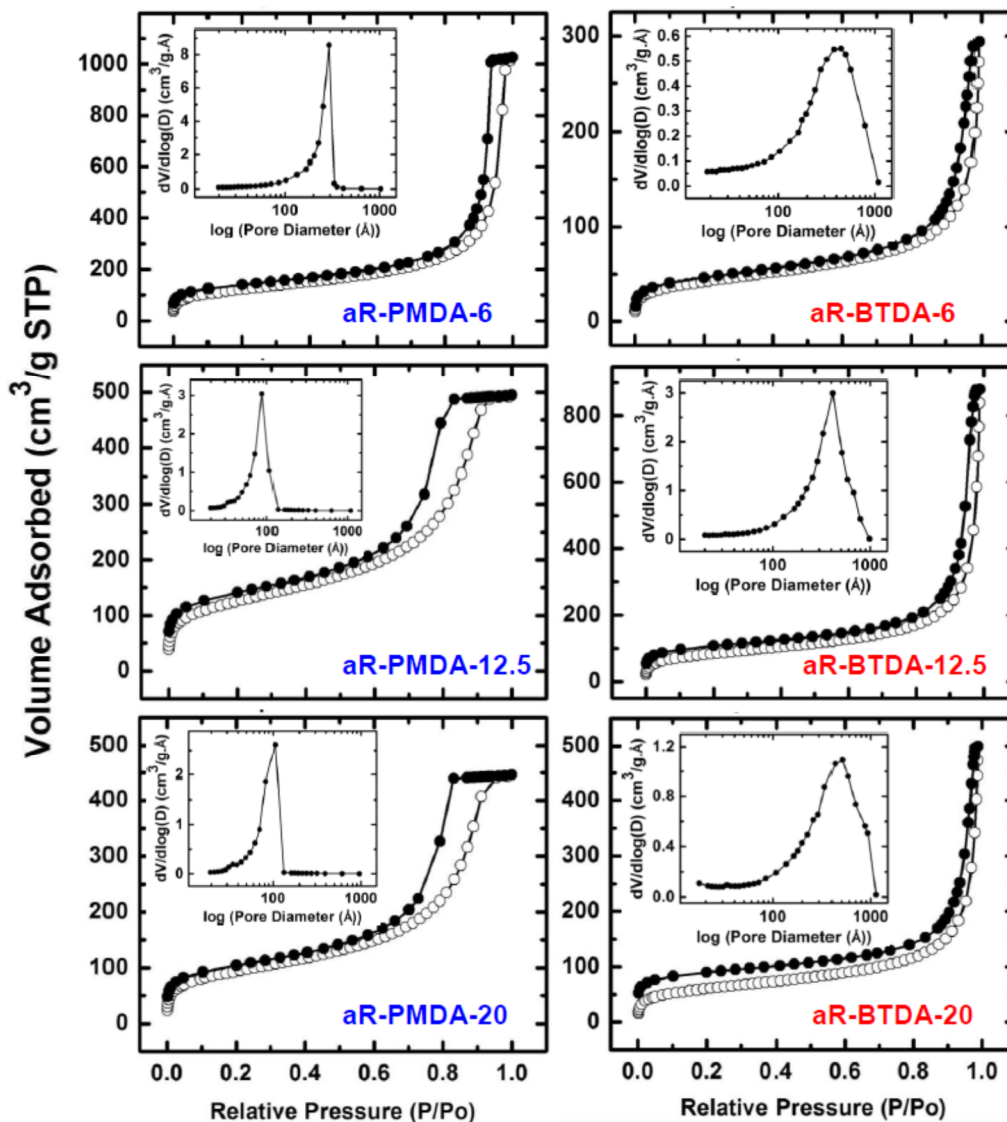 Volume Adsorbed (cm³/g STP)
1000
800
600
400
200
0
dV/dlog(D) (cm³/g.Å)
8
6
4
2
0
100 1000
log (Pore Diameter (Å))
aR-PMDA-6
300
200
100
0
dV/dlog(D) (cm³/g.Å)
0.6
0.5
0.4
0.3
0.2
0.1
0.0
100 1000
log (Pore Diameter (Å))
aR-BTDA-6
500
400
300
200
100
0
dV/dlog(D) (cm³/g.Å)
3
2
1
0
100 1000
log (Pore Diameter (Å))
aR-PMDA-12.5
800
600
400
200
0
dV/dlog(D) (cm³/g.Å)
3
2
1
0
100 1000
log (Pore Diameter (Å))
aR-BTDA-12.5
500
400
300
200
100
0
dV/dlog(D) (cm³/g.Å)
2
1
0
100 1000
log (Pore Diameter (Å))
aR-PMDA-20
0.0 0.2 0.4 0.6 0.8 1.0
Relative Pressure (P/Po)
500
400
300
200
100
0
dV/dlog(D) (cm³/g.Å)
1.2
0.9
0.6
0.3
0.0
100 1000
log (Pore Diameter (Å))
aR-BTDA-20
0.0 0.2 0.4 0.6 0.8 1.0
Relative Pressure (P/Po)